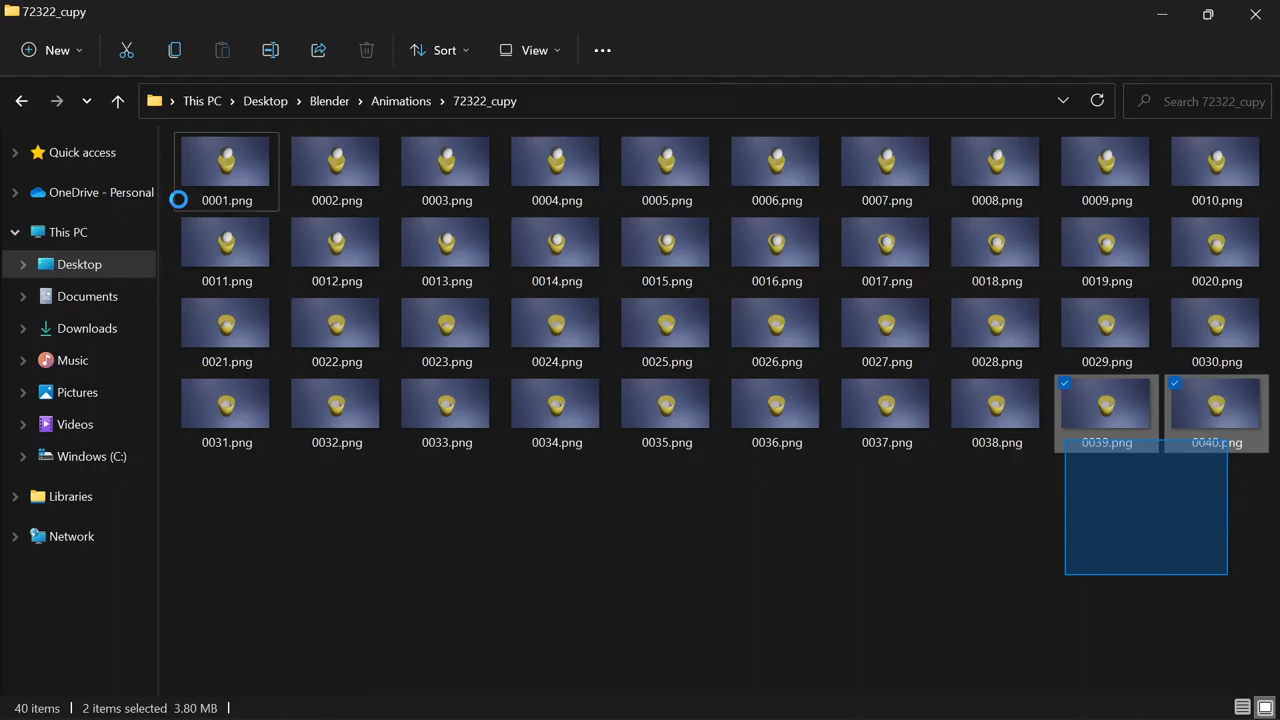 72322_cupy
New
Sort
View
This PC
Desktop
Blender
Animations
72322_cupy
Search 72322_cupy
Quick access
OneDrive - Personal
This PC
Desktop
Documents
Downloads
Music
Pictures
Videos
Windows (C:)
Libraries
Network
0001.png 0002.png 0003.png 0004.png 0005.png 0006.png 0007.png 0008.png 0009.png 0010.png
0011.png 0012.png 0013.png 0014.png 0015.png 0016.png 0017.png 0018.png 0019.png 0020.png
0021.png 0022.png 0023.png 0024.png 0025.png 0026.png 0027.png 0028.png 0029.png 0030.png
0031.png 0032.png 0033.png 0034.png 0035.png 0036.png 0037.png 0038.png 0039.png 0040.png
40 items
2 items selected 3.80 MB